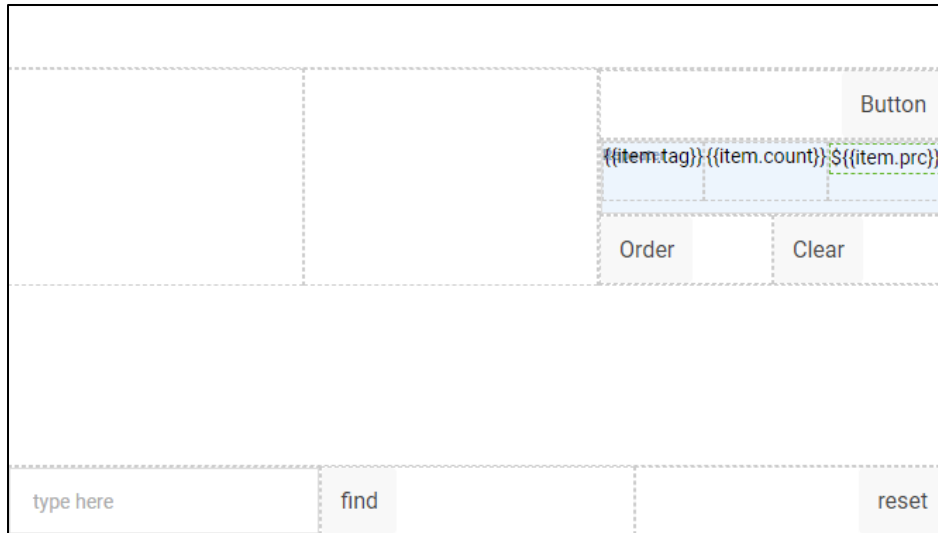 Button
{{item.tag}} {{item.count}} ${{item.prc}}
Order Clear
type here find reset